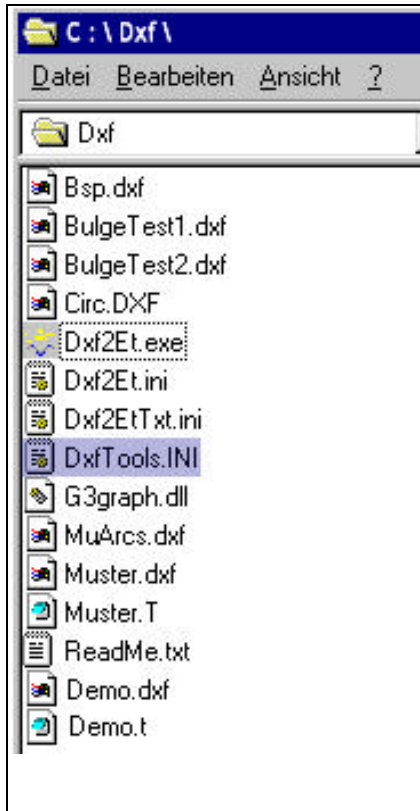 C : \ Dxf \
Datei Bearbeiten Ansicht ?
Dxf
Bsp.dxf
BulgeTest1.dxf
BulgeTest2.dxf
Circ.DXF
Dxf2Et.exe
Dxf2Et.ini
Dxf2EtTxt.ini
DxfTools.INI
G3graph.dll
MuArcs.dxf
Muster.dxf
Muster.T
ReadMe.txt
Demo.dxf
Demo.t